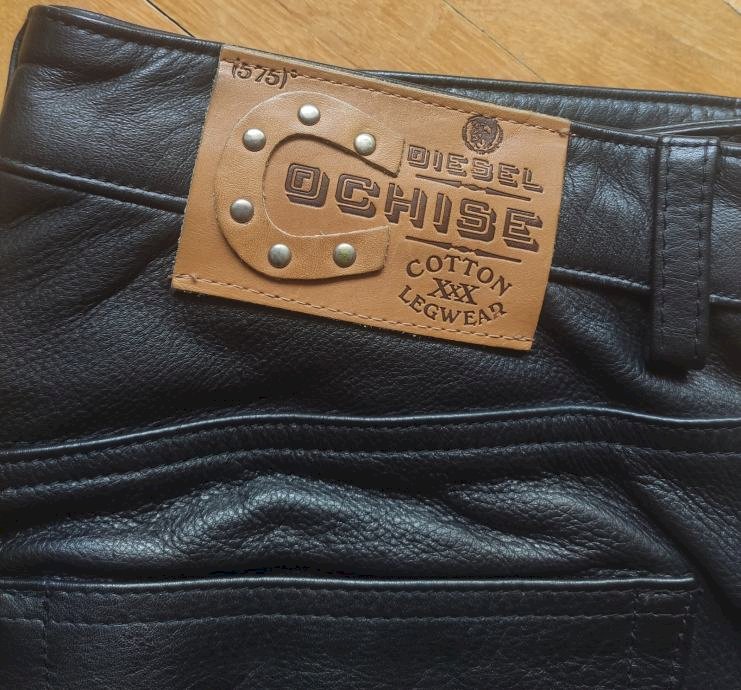 (575)°
DIESEL
OCHISE
COTTON
XXX
LEGWEAR